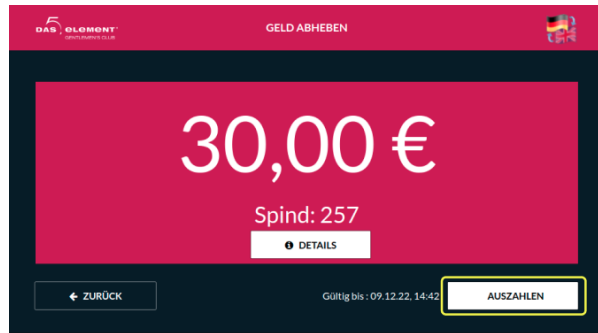 5
DAS ELEMENT
GENTLEMEN'S CLUB
GELD ABHEBEN
30,00 €
Spind: 257
DETAILS
ZURÜCK
Gültig bis : 09.12.22, 14:42
AUSZAHLEN